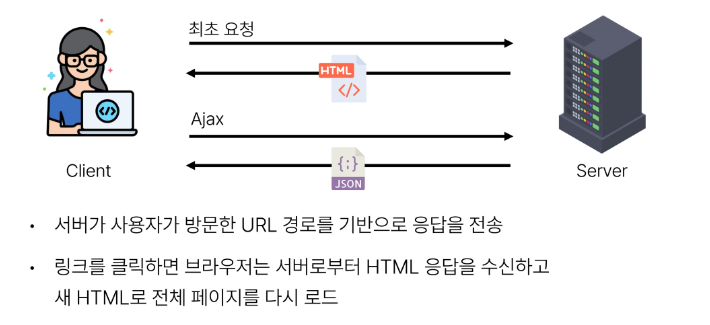 최초 요청
HTML
</>
</>
Ajax
{;}
JSON
Client
Server
• 서버가 사용자가 방문한 URL 경로를 기반으로 응답을 전송
• 링크를 클릭하면 브라우저는 서버로부터 HTML 응답을 수신하고
새 HTML로 전체 페이지를 다시 로드